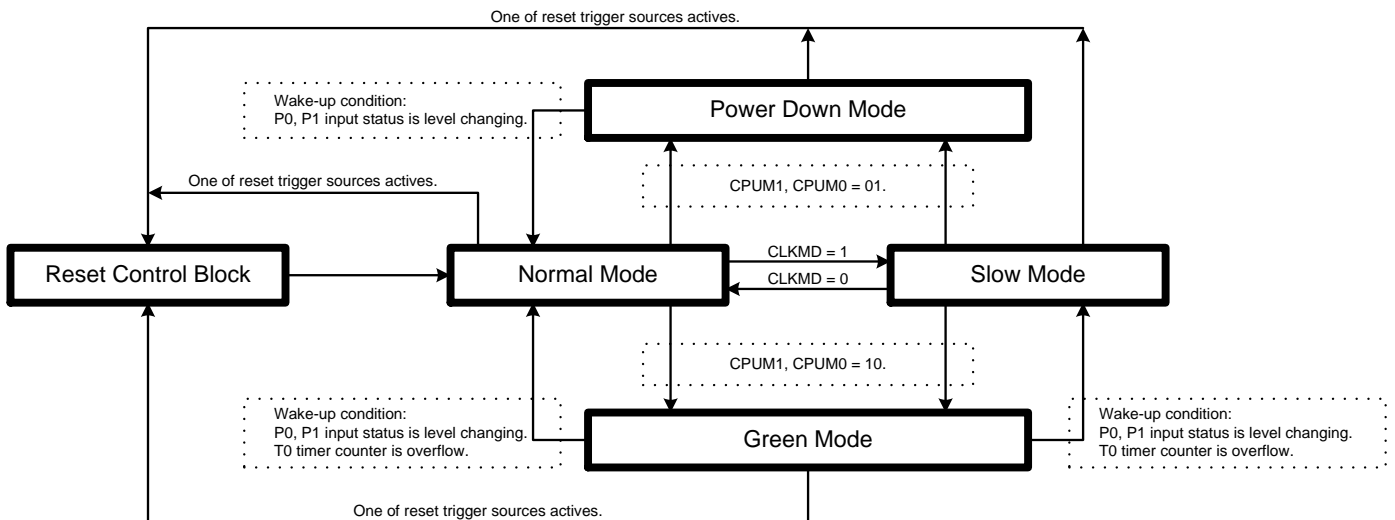 One of reset trigger sources actives.
Wake-up condition:
P0, P1 input status is level changing.
Power Down Mode
One of reset trigger sources actives.
CPUM1, CPUM0 = 01.
Reset Control Block
Normal Mode
CLKMD = 1
CLKMD = 0
Slow Mode
CPUM1, CPUM0 = 10.
Wake-up condition:
P0, P1 input status is level changing.
T0 timer counter is overflow.
Green Mode
Wake-up condition:
P0, P1 input status is level changing.
T0 timer counter is overflow.
One of reset trigger sources actives.